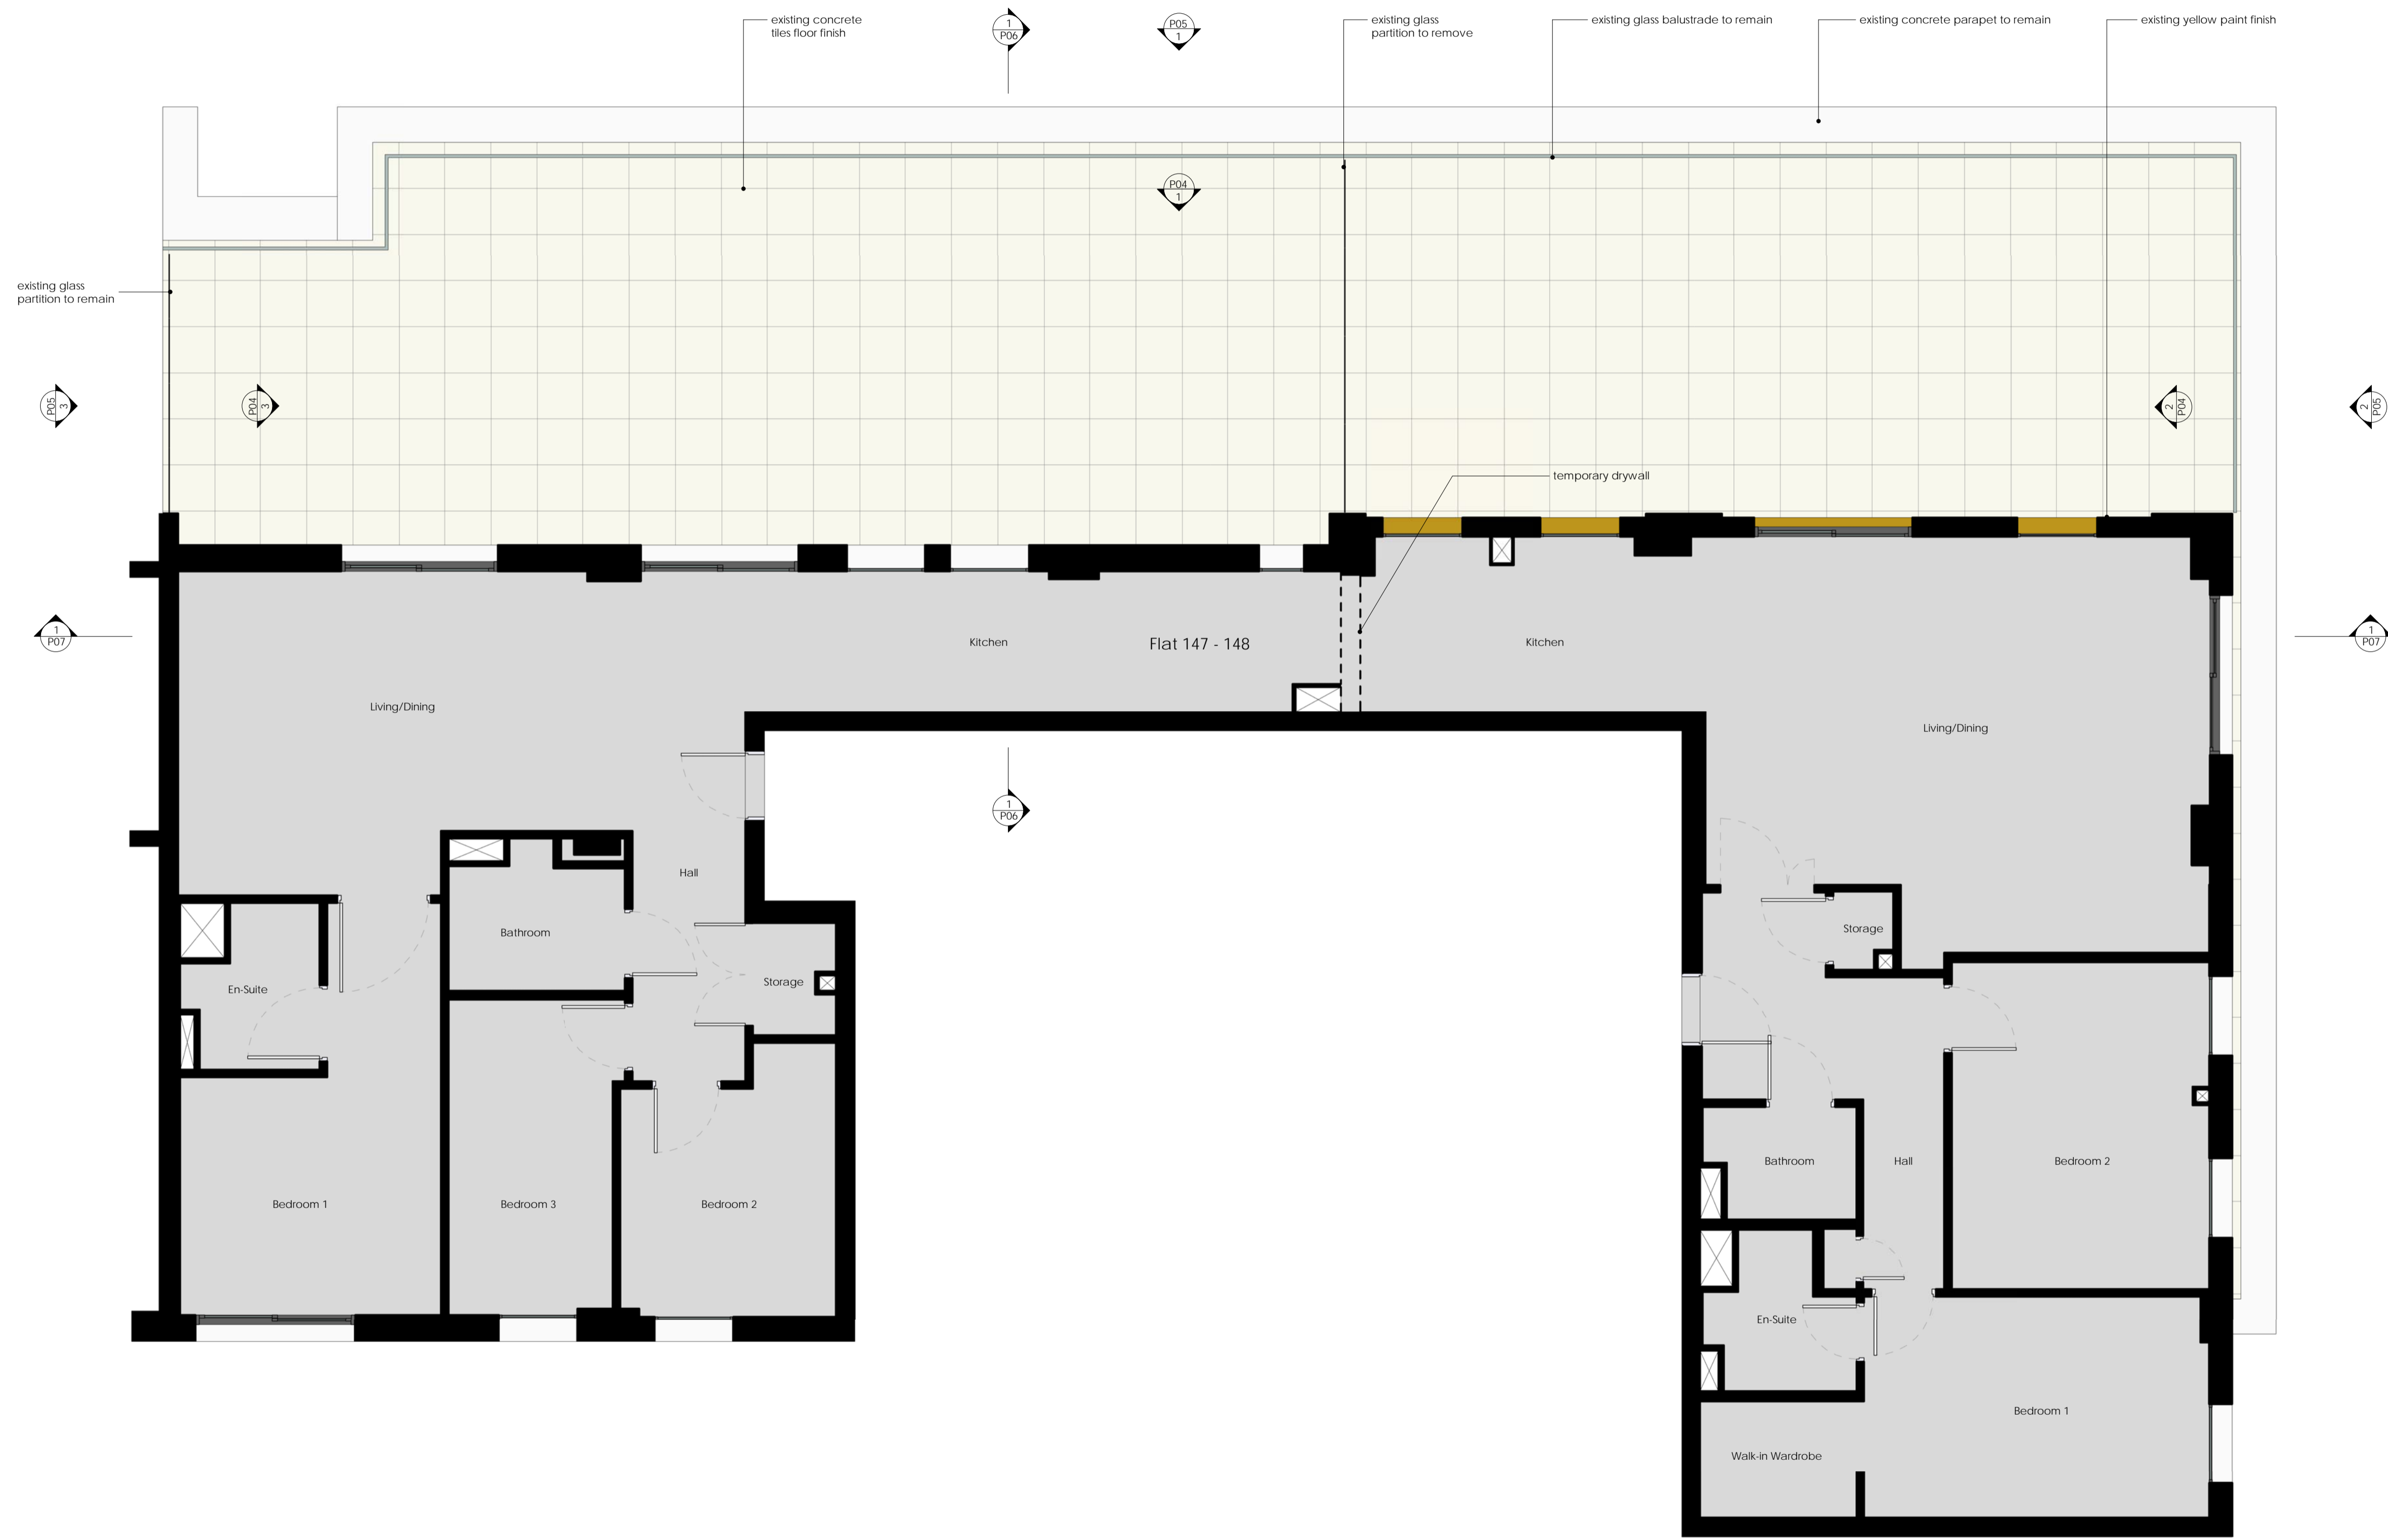 existing concrete
tiles floor finish
1
P06
P05
1
existing glass
partition to remove
existing glass balustrade to remain
existing concrete parapet to remain
existing yellow paint finish
P04
1
existing glass
partition to remain
P05
3
P04
3
2
P04
2
P05
temporary drywall
1
P07
Kitchen
Flat 147 - 148
Kitchen
1
P07
Living/Dining
Living/Dining
1
P06
Hall
Bathroom
Storage
En-Suite
Storage
Bathroom
Hall
Bedroom 2
Bedroom 1
Bedroom 3
Bedroom 2
En-Suite
Bedroom 1
Walk-in Wardrobe